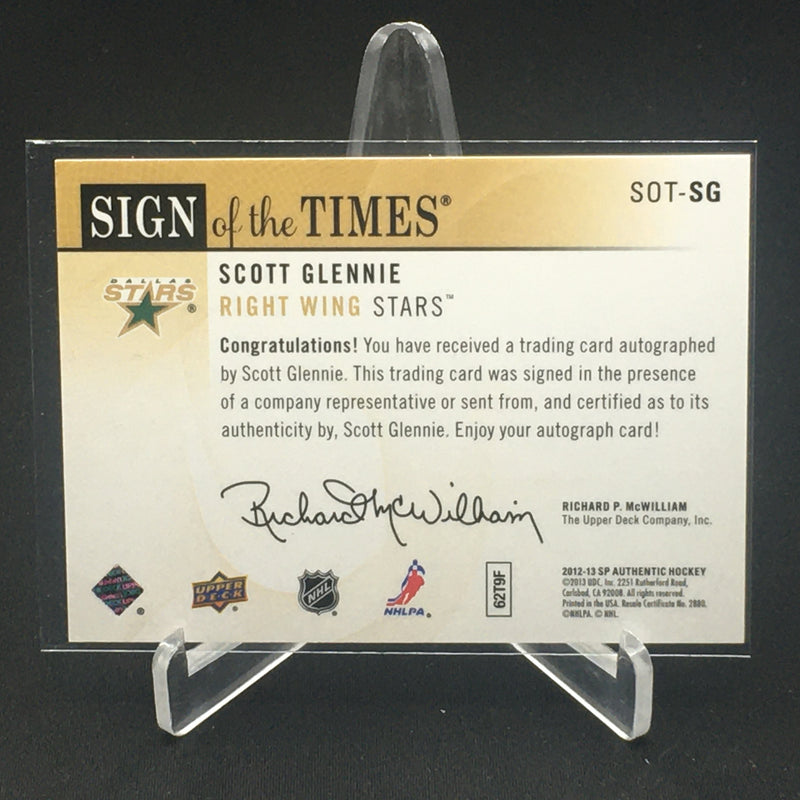 SIGN of the TIMES®
SOT-SG
DALLAS
STARS®
SCOTT GLENNIE
RIGHT WING STARS™
Congratulations! You have received a trading card autographed
by Scott Glennie. This trading card was signed in the presence
of a company representative or sent from, and certified as to its
authenticity by, Scott Glennie. Enjoy your autograph card!
Richard McWilliam
RICHARD P. McWILLIAM
The Upper Deck Company, Inc.
UPPER
DECK
NHL
NHLPA
62T9F
2012-13 SP AUTHENTIC HOCKEY
©2013 UDC, Inc. 2251 Rutherford Road,
Carlsbad, CA 92008. All rights reserved.
Printed in the USA. Resale Certificate No. 2880.
©NHLPA. © NHL.